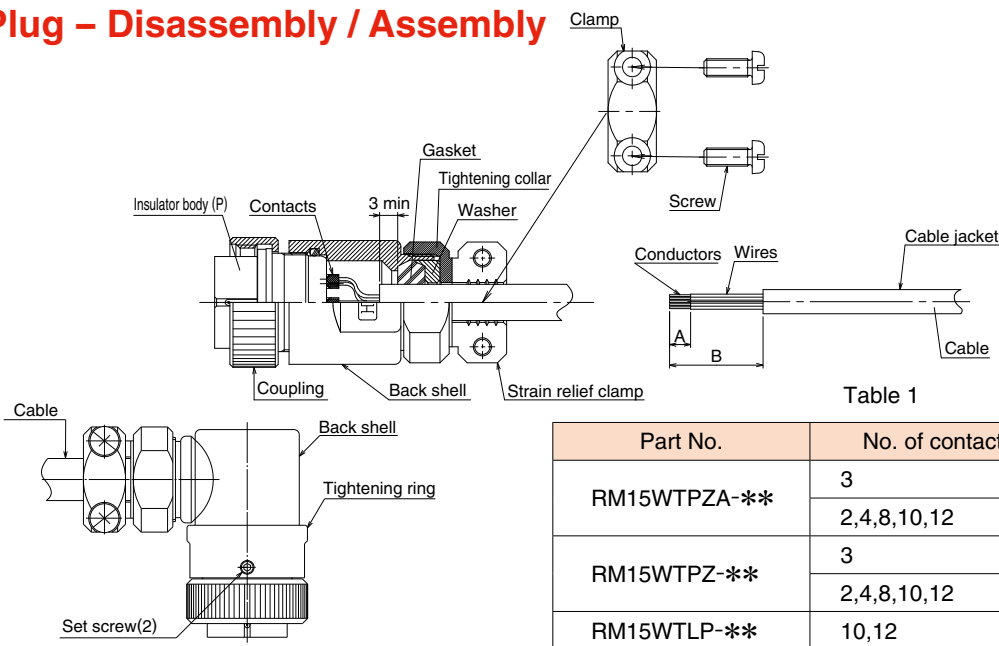 Plug – Disassembly / Assembly
Clamp
Screw
Gasket
Tightening collar
Washer
3 min
Contacts
Insulator body (P)
Coupling
Back shell
Strain relief clamp
Conductors
Wires
Cable jacket
A
B
Cable
Cable
Back shell
Tightening ring
Set screw(2)
Table 1
Part No.
No. of contact
RM15WTPZA-**
3
2,4,8,10,12
RM15WTPZ-**
3
2,4,8,10,12
RM15WTLP-**
10,12